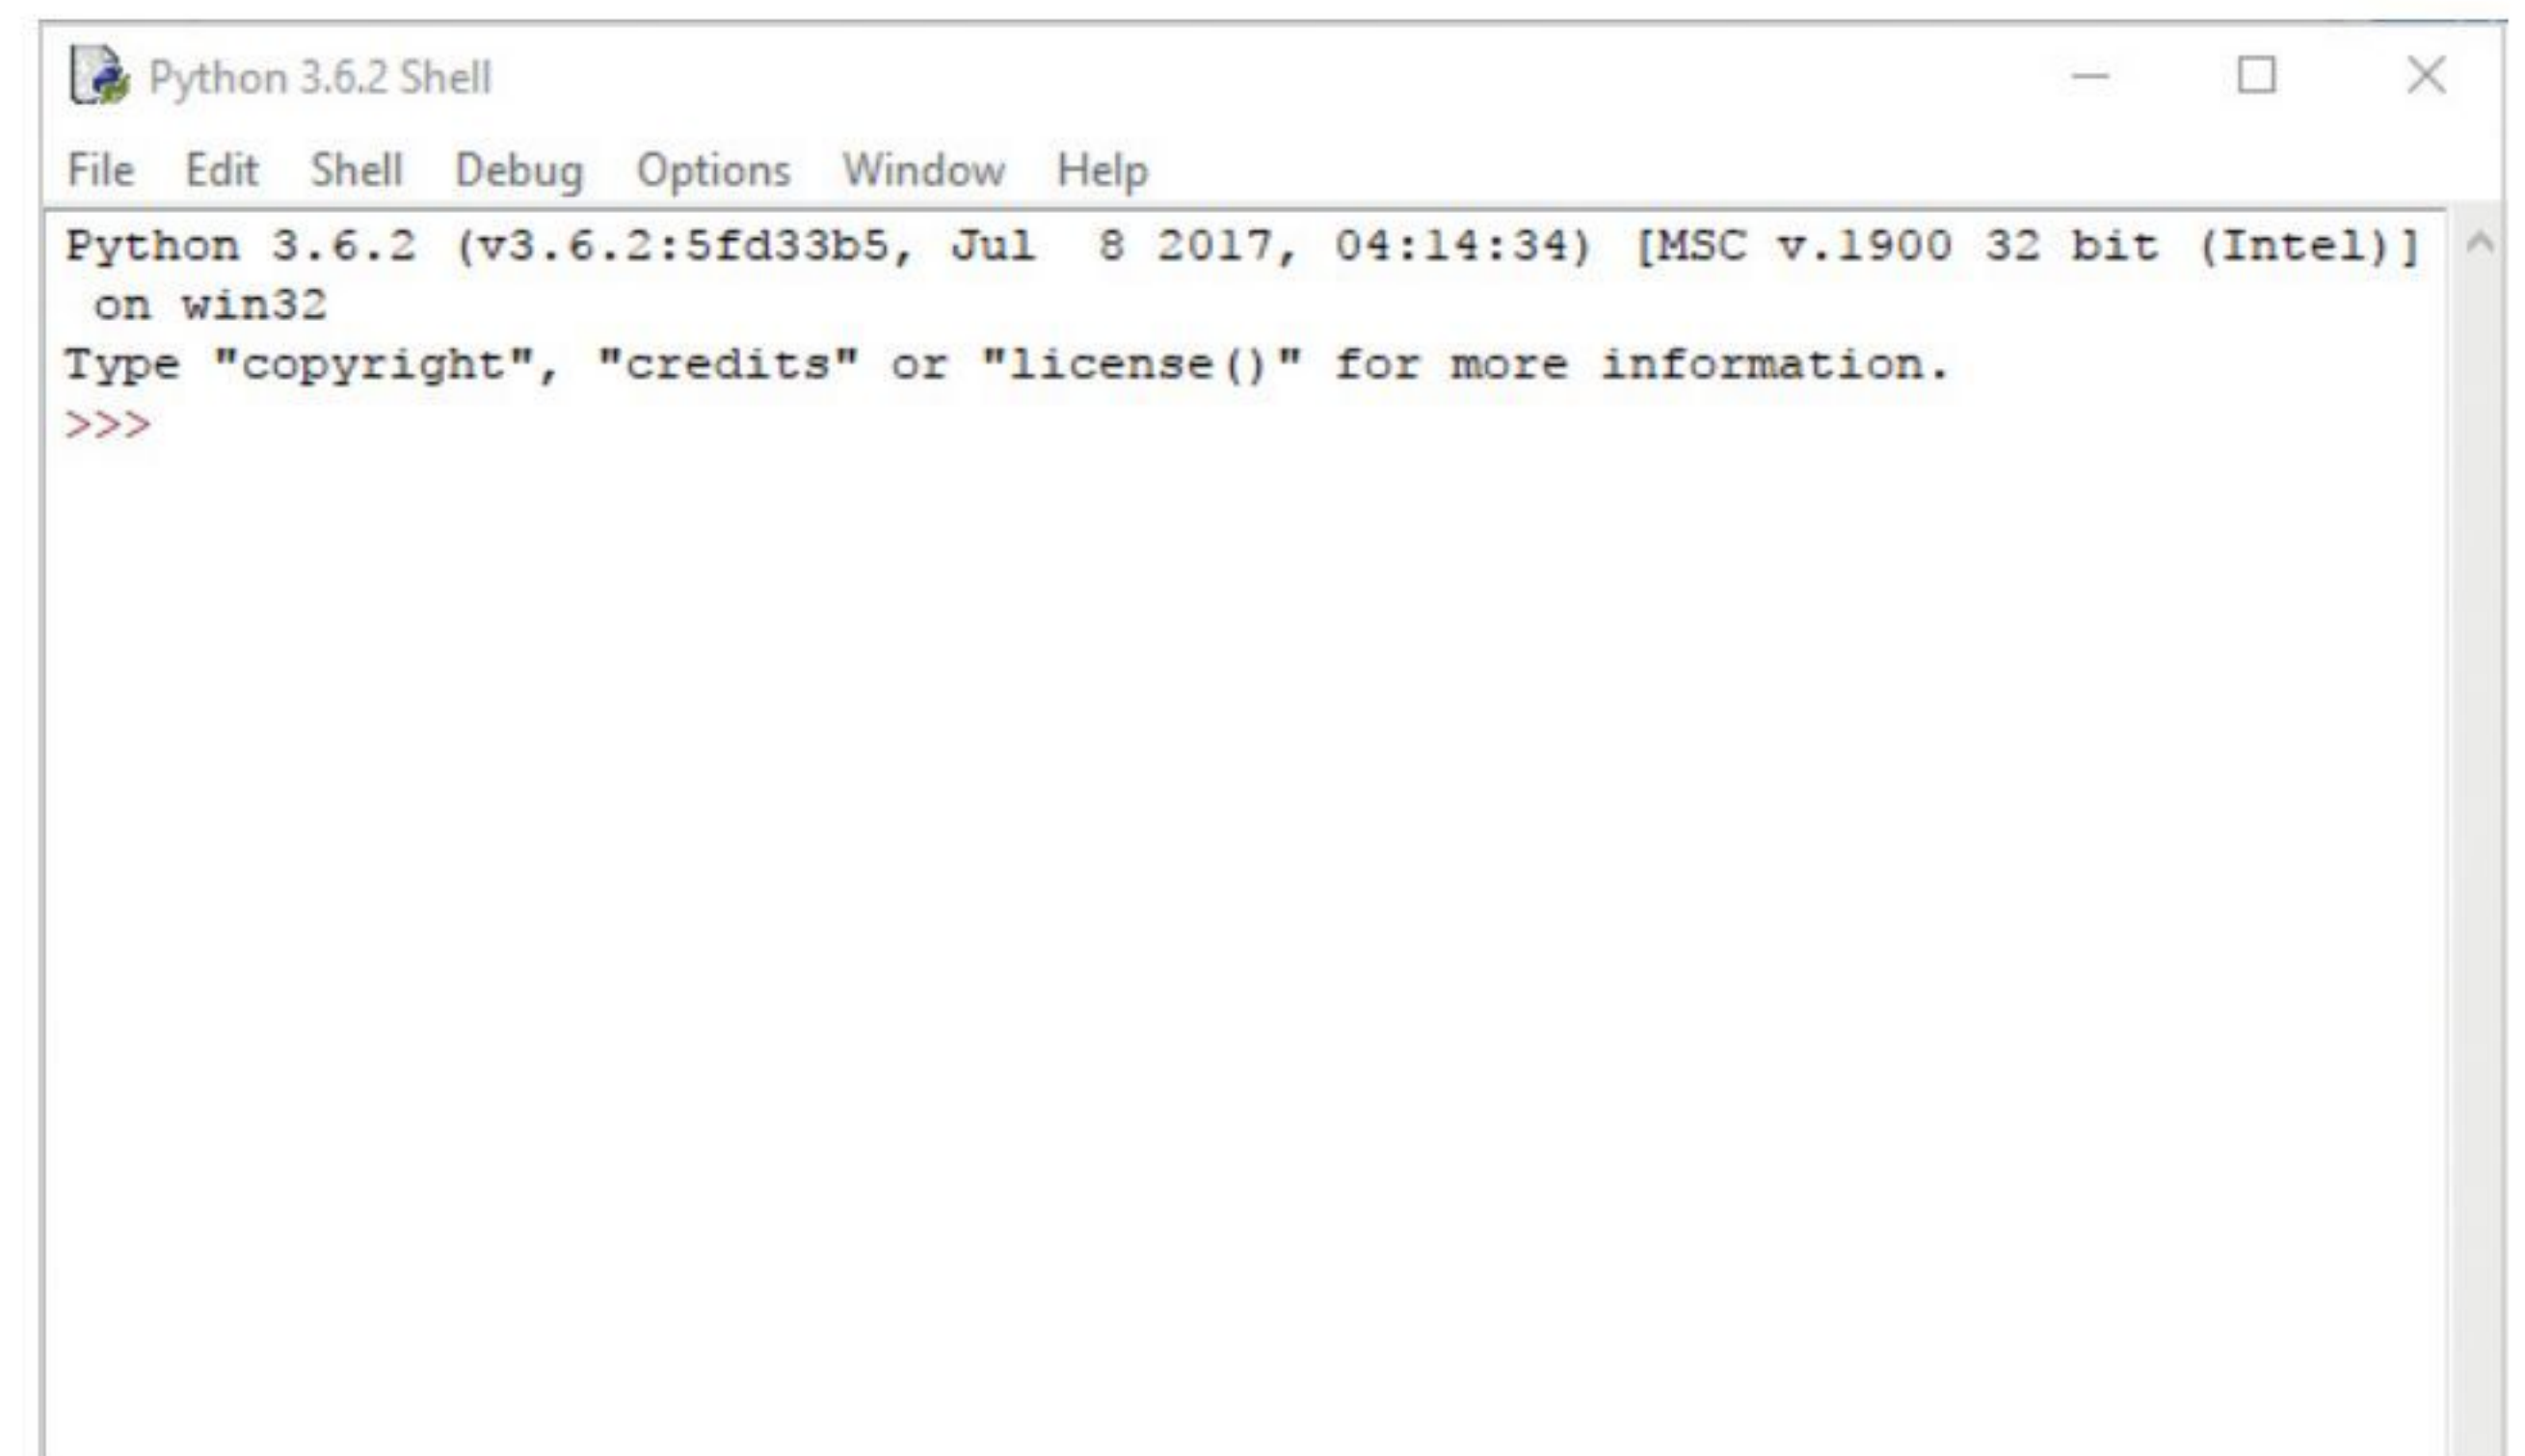 Python 3.6.2 Shell
File Edit Shell Debug Options Window Help
Python 3.6.2 (v3.6.2:5fd33b5, Jul  8 2017, 04:14:34) [MSC v.1900 32 bit (Intel)]
 on win32
Type "copyright", "credits" or "license()" for more information.
>>>